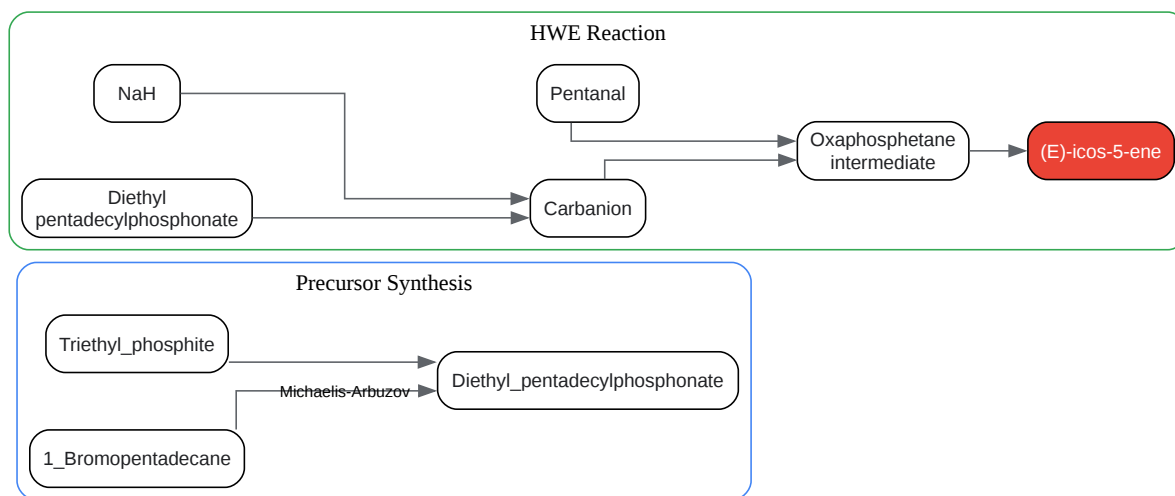 HWE Reaction
NaH
Pentanal
Oxaphosphetane
intermediate
(E)-icos-5-ene
Diethyl
pentadecylphosphonate
Carbanion
Precursor Synthesis
Triethyl_phosphite
Diethyl_pentadecylphosphonate
Michaelis-Arbuzov
1_Bromopentadecane